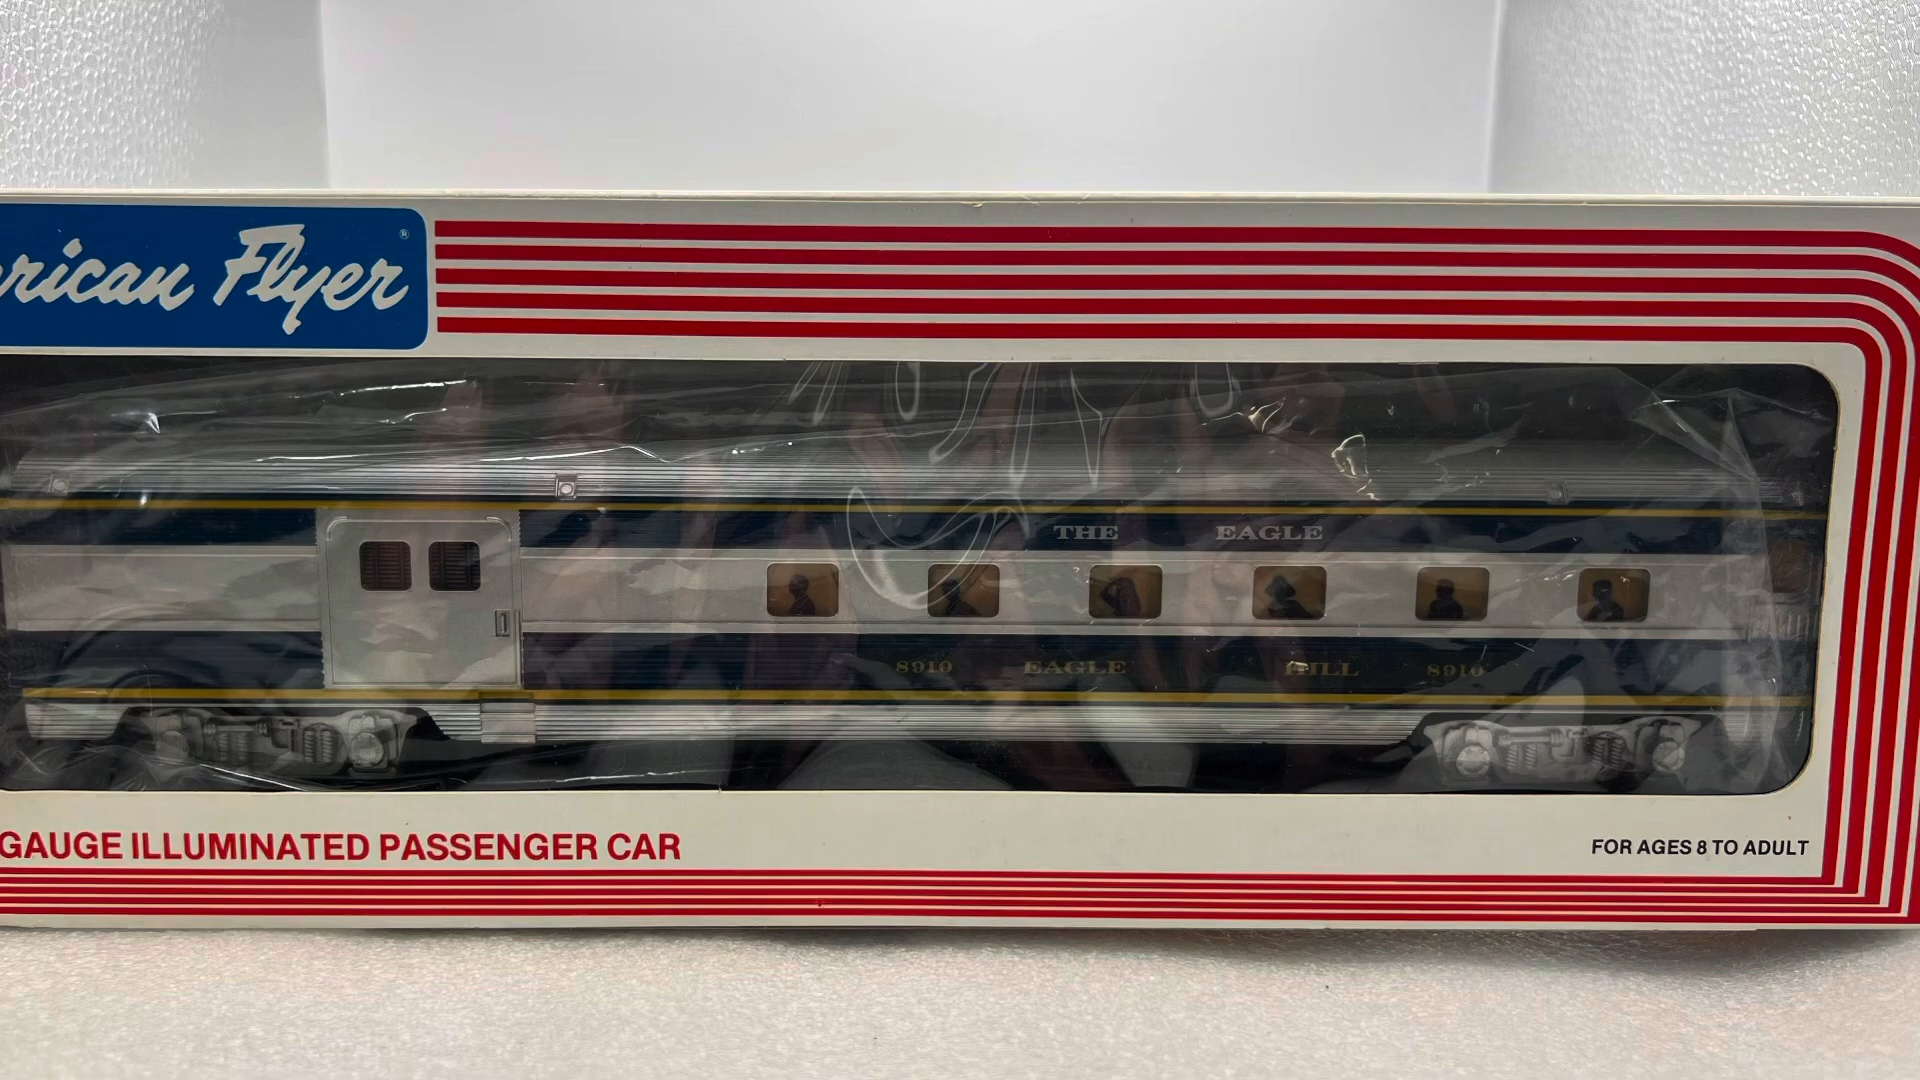 rican Flyer®
THE EAGLE
8910 EAGLE HILL 8910
GAUGE ILLUMINATED PASSENGER CAR
FOR AGES 8 TO ADULT